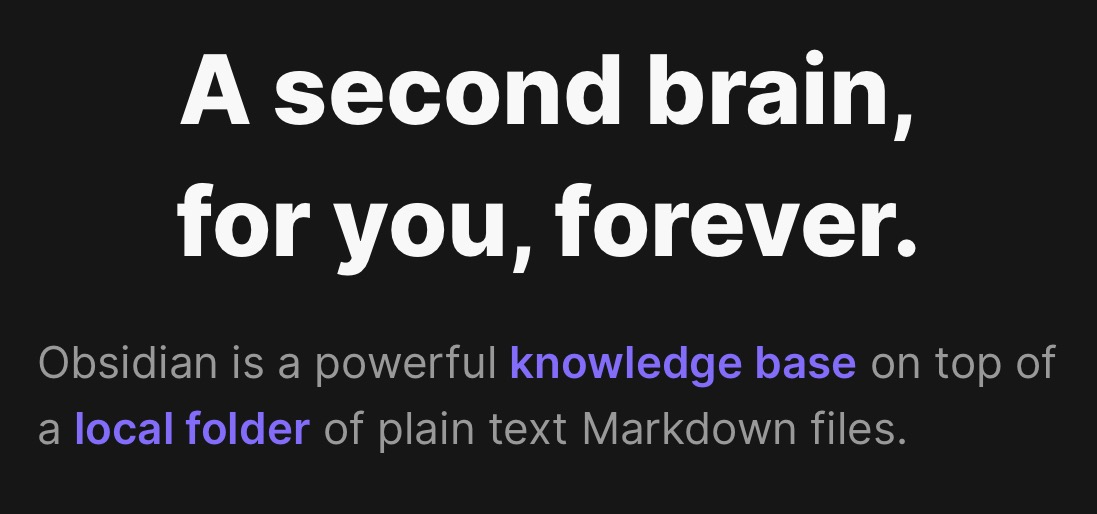 A second brain,
for you, forever.
Obsidian is a powerful knowledge base on top of
a local folder of plain text Markdown files.